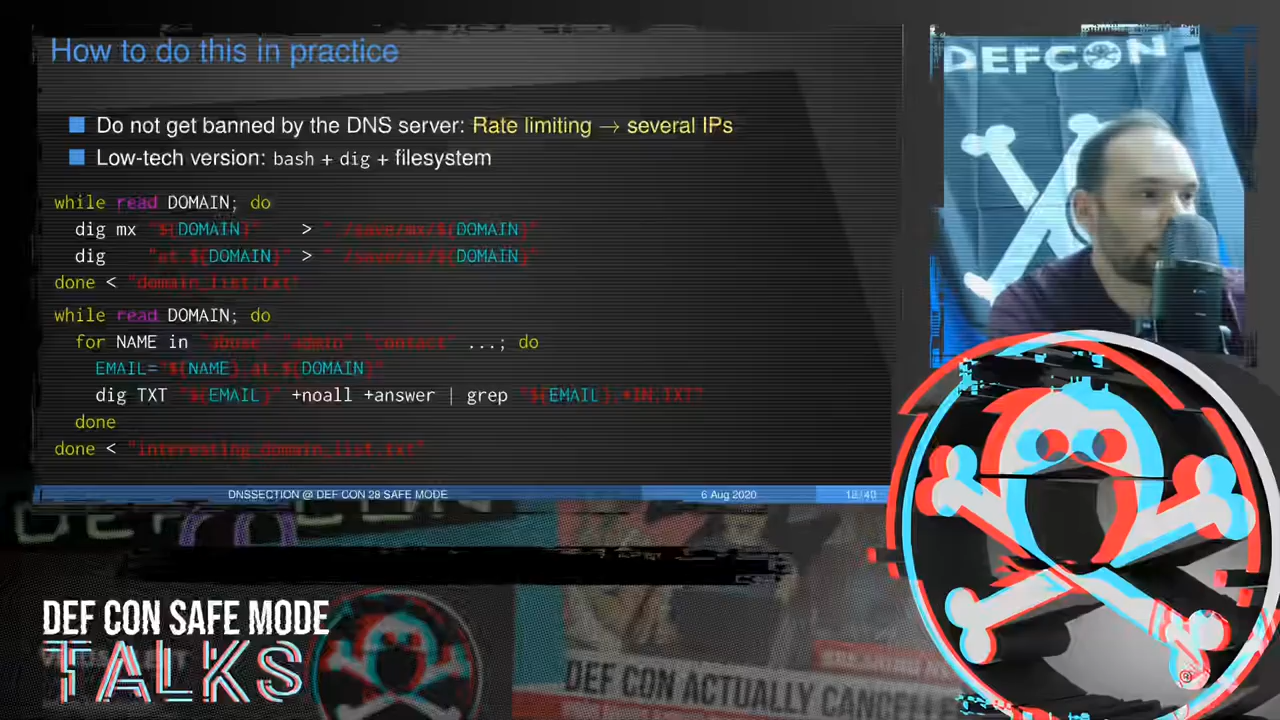 How to do this in practice
DEFCON
Do not get banned by the DNS server: Rate limiting → several IPs
Low-tech version: bash + dig + filesystem
while read DOMAIN; do
dig mx "${DOMAIN}" > "./save/mx/${DOMAIN}"
dig "at.${DOMAIN}" > "./save/at/${DOMAIN}"
done < "domain_list.txt"
while read DOMAIN; do
for NAME in "abuse" "admin" "contact" ...; do
EMAIL="${NAME}.at.${DOMAIN}"
dig TXT "${EMAIL}" +noall +answer | grep "${EMAIL}.*IN.TXT"
done
done < "interesting_domain_list.txt"
DNSSECTION @ DEF CON 28 SAFE MODE 6 Aug 2020
DEF CON SAFE MODE
TALKS
DEF CON ACTUALLY CANCELLE